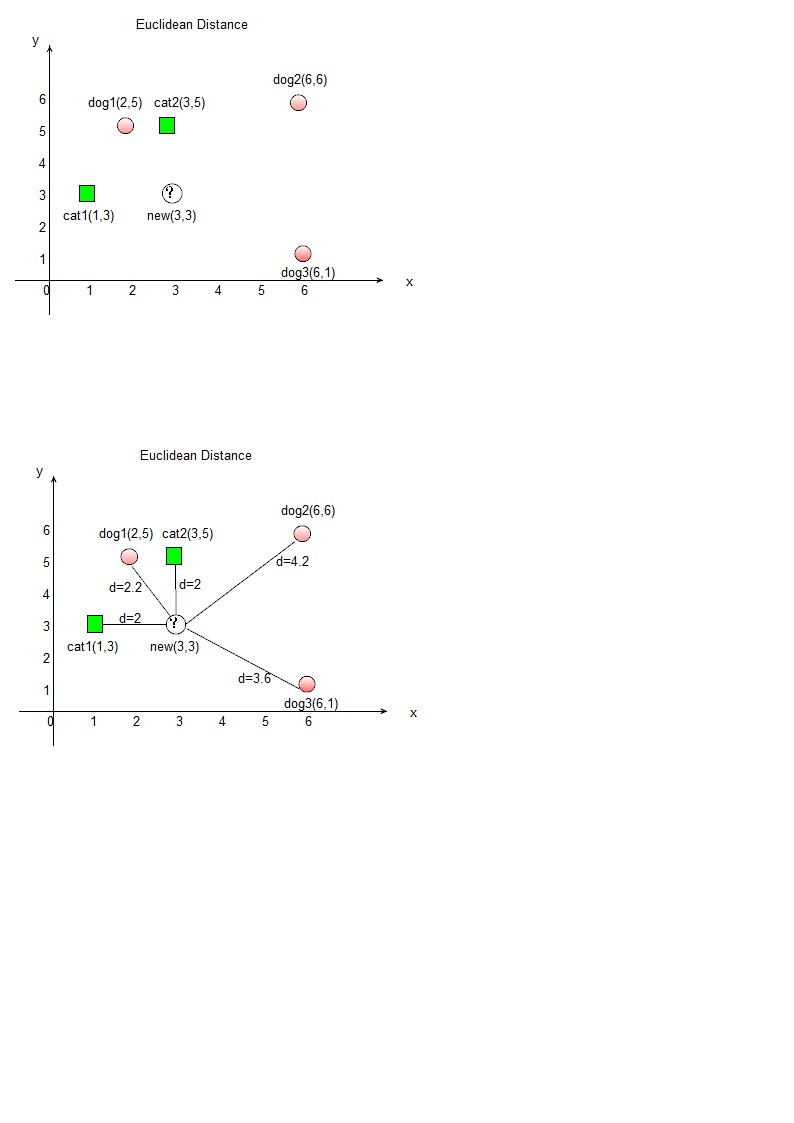 Euclidean Distance
y
dog2(6,6)
6
dog1(2,5) cat2(3,5)
5
4
3 ?
cat1(1,3) new(3,3)
2
1
dog3(6,1)
x
0 1 2 3 4 5 6
Euclidean Distance
y
dog2(6,6)
6
dog1(2,5) cat2(3,5)
5 d=4.2
d=2.2 d=2
4
d=2
3 ?
cat1(1,3) new(3,3)
2
d=3.6
1
dog3(6,1)
x
0 1 2 3 4 5 6